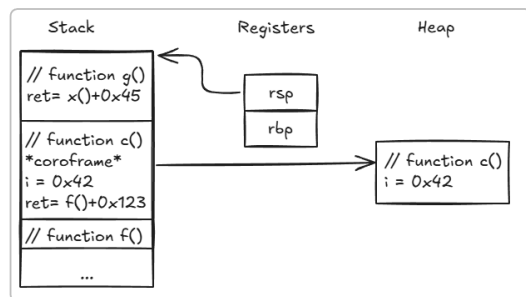 Stack
Registers
Heap
// function g()
ret= x()+0x45
rsp
rbp
// function c()
*coroframe*
i = 0x42
ret= f()+0x123
// function c()
i = 0x42
// function f()
...